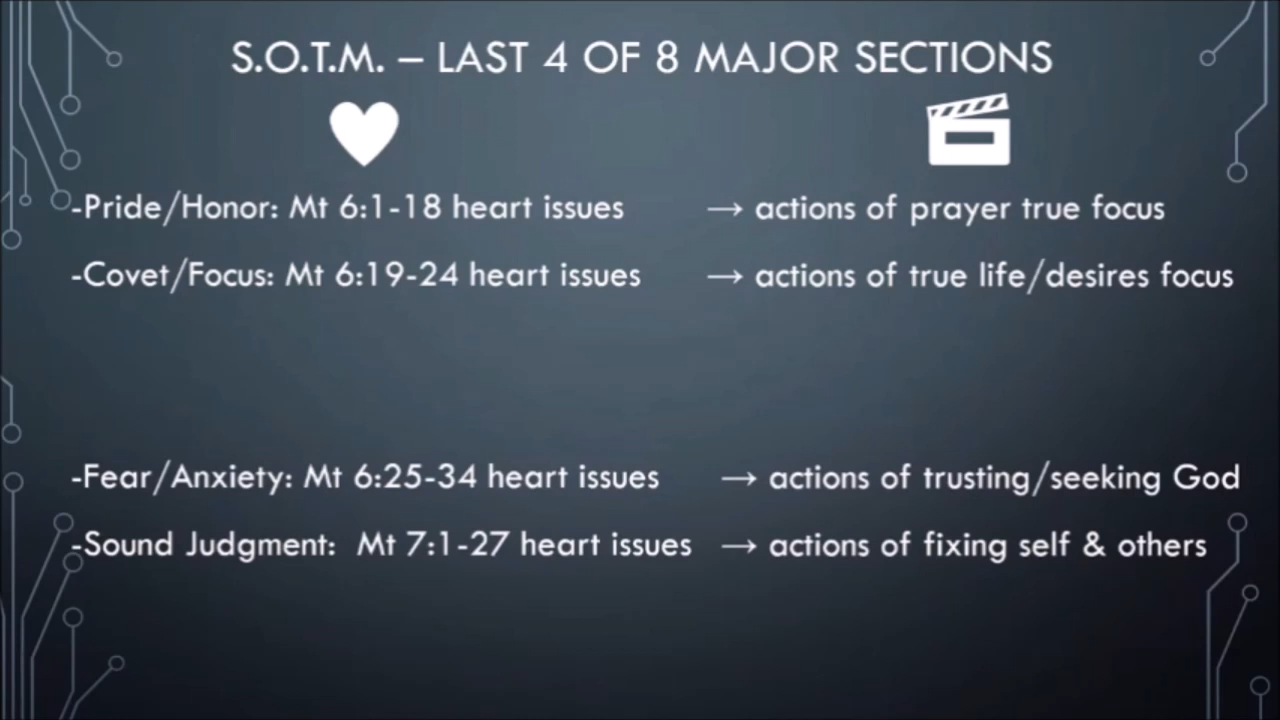 S.O.T.M. – LAST 4 OF 8 MAJOR SECTIONS
-Pride/Honor: Mt 6:1-18 heart issues → actions of prayer true focus
-Covet/Focus: Mt 6:19-24 heart issues → actions of true life/desires focus
-Fear/Anxiety: Mt 6:25-34 heart issues → actions of trusting/seeking God
-Sound Judgment: Mt 7:1-27 heart issues → actions of fixing self & others